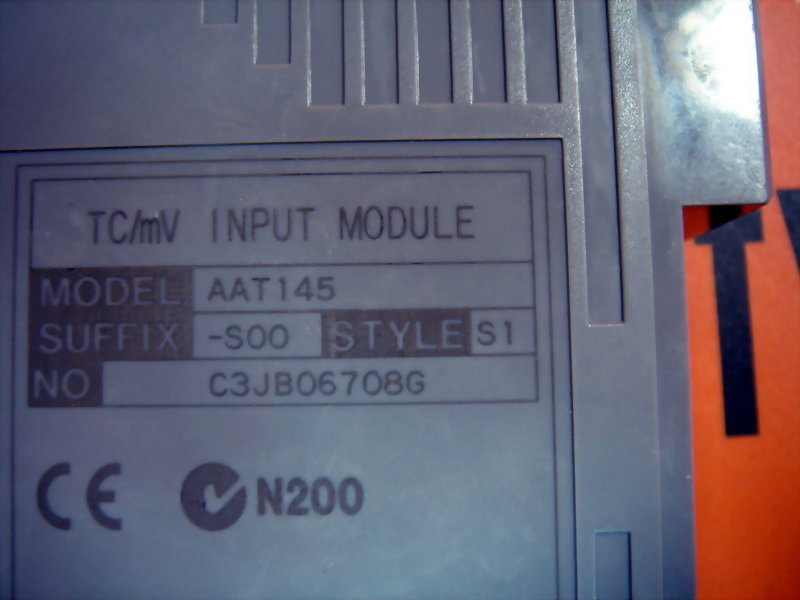 TC/mV INPUT MODULE
MODEL AAT145
SUFFIX -S00 STYLE S1
NO C3JB06708G
CE N200